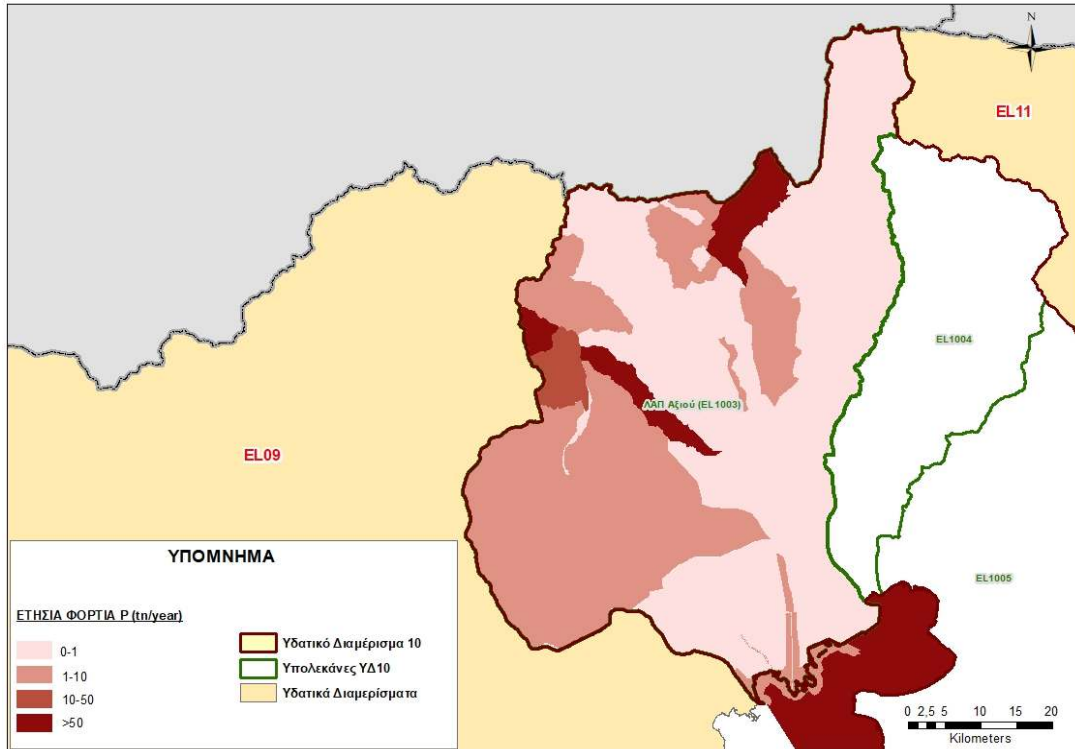 N
EL11
EL1004
ΛΑΠ Αξιού (EL1003)
EL09
EL1005
ΥΠΟΜΝΗΜΑ
ΕΤΗΣΙΑ ΦΟΡΤΙΑ P (tn/year)
0-1
1-10
10-50
>50
Υδατικό Διαμέρισμα 10
Υπολεκάνες ΥΔ10
Υδατικά Διαμερίσματα
0 2,5 5 10 15 20
Kilometers